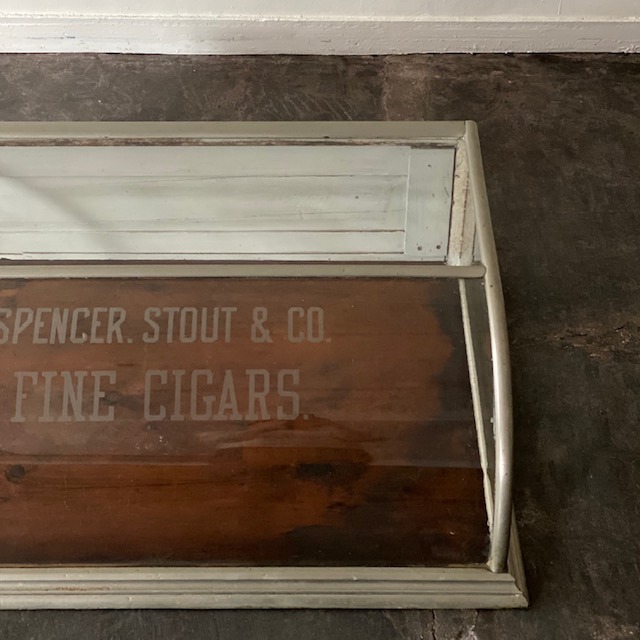 SPENCER. STOUT & CO.
FINE CIGARS.